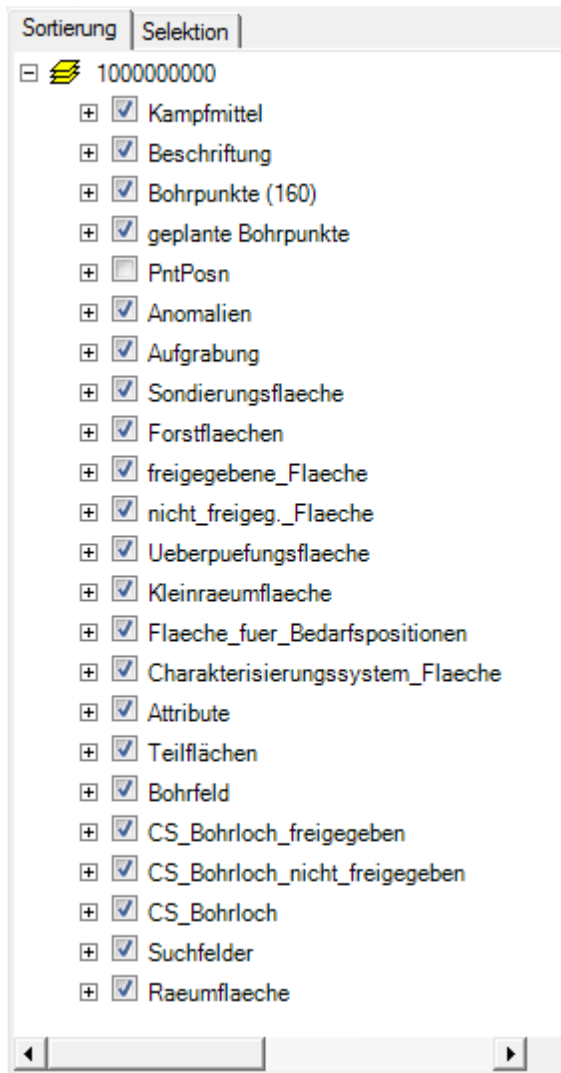 Sortierung Selektion
1000000000
Kampfmittel
Beschriftung
Bohrpunkte (160)
geplante Bohrpunkte
PntPosn
Anomalien
Aufgrabung
Sondierungsflaeche
Forstflaechen
freigegebene_Flaeche
nicht_freigeg._Flaeche
Ueberpuefungsflaeche
Kleinraeumflaeche
Flaeche_fuer_Bedarfspositionen
Charakterisierungssystem_Flaeche
Attribute
Teilflächen
Bohrfeld
CS_Bohrloch_freigegeben
CS_Bohrloch_nicht_freigegeben
CS_Bohrloch
Suchfelder
Raeumflaeche